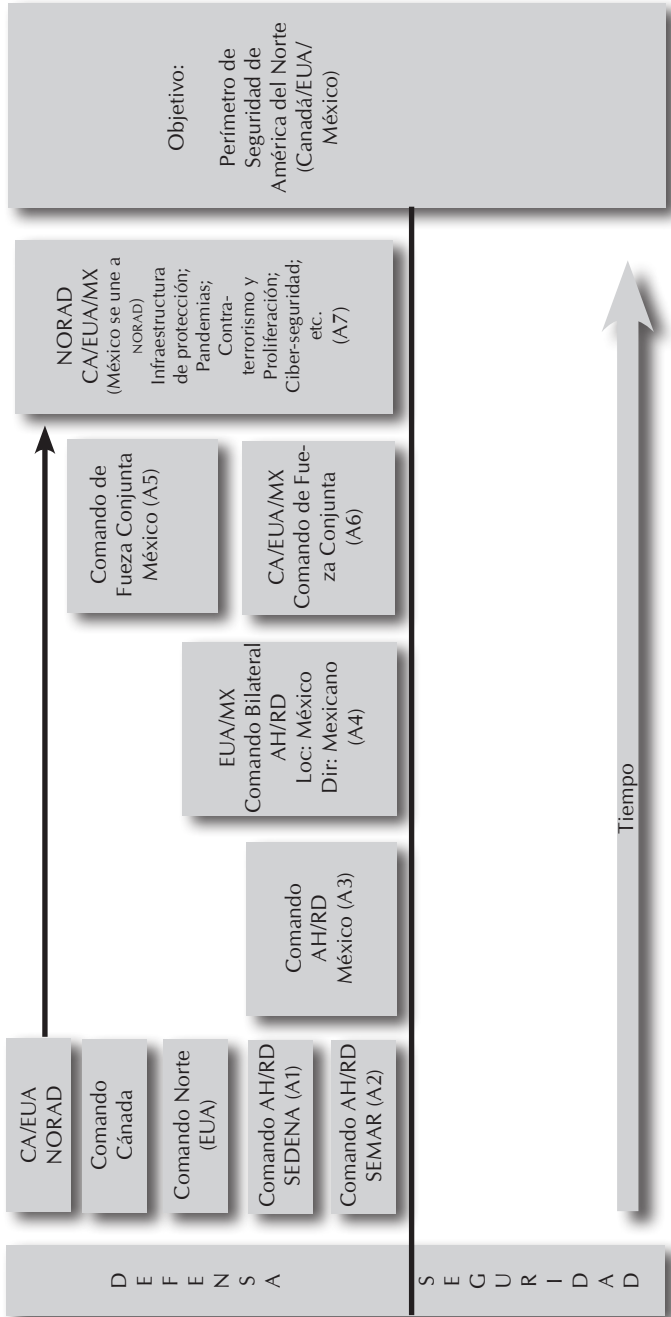 D
E
F
E
N
S
A
S
E
G
U
R
I
D
A
D
CA/EUA
NORAD
Comando
Cánada
Comando Norte
(EUA)
Comando AH/RD
SEDENA (A1)
Comando AH/RD
SEMAR (A2)
Comando
AH/RD
México (A3)
EUA/MX
Comando Bilateral
AH/RD
Loc: México
Dir: Mexicano
(A4)
Comando de
Fueza Conjunta
México (A5)
CA/EUA/MX
Comando de Fue-
za Conjunta
(A6)
NORAD
CA/EUA/MX
(México se une a
NORAD)
Infraestructura
de protección;
Pandemias;
Contra-
terrorismo y
Proliferación;
Ciber-seguridad;
etc.
(A7)
Objetivo:
Perímetro de
Seguridad de
América del Norte
(Canadá/EUA/
México)
Tiempo